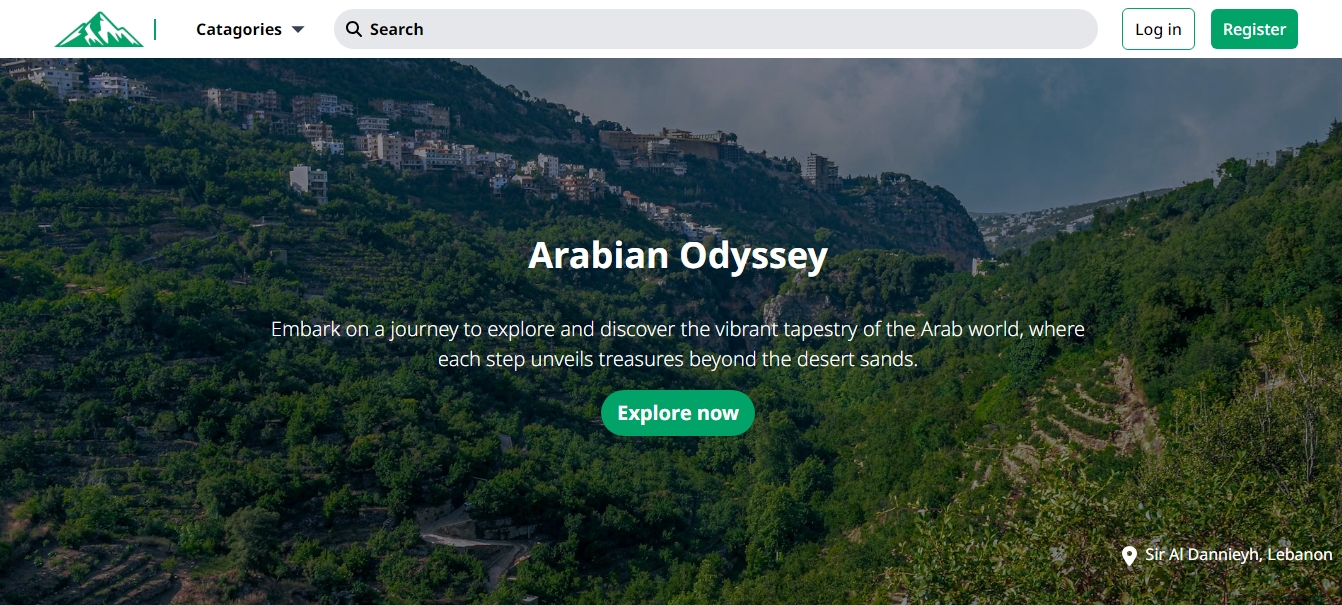 Catagories
Search
Log in
Register
Arabian Odyssey
Embark on a journey to explore and discover the vibrant tapestry of the Arab world, where
each step unveils treasures beyond the desert sands.
Explore now
Sir Al Dannieyh, Lebanon